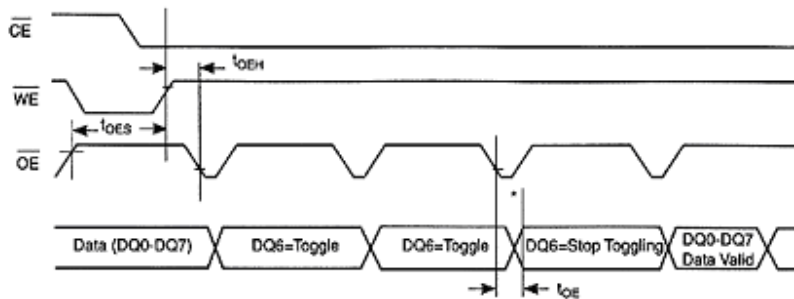 CE
tOEH
WE
tOES
OE
*
Data (DQ0-DQ7)
DQ6=Toggle
DQ6=Toggle
DQ6=Stop Toggling
DQ0-DQ7
Data Valid
tOE